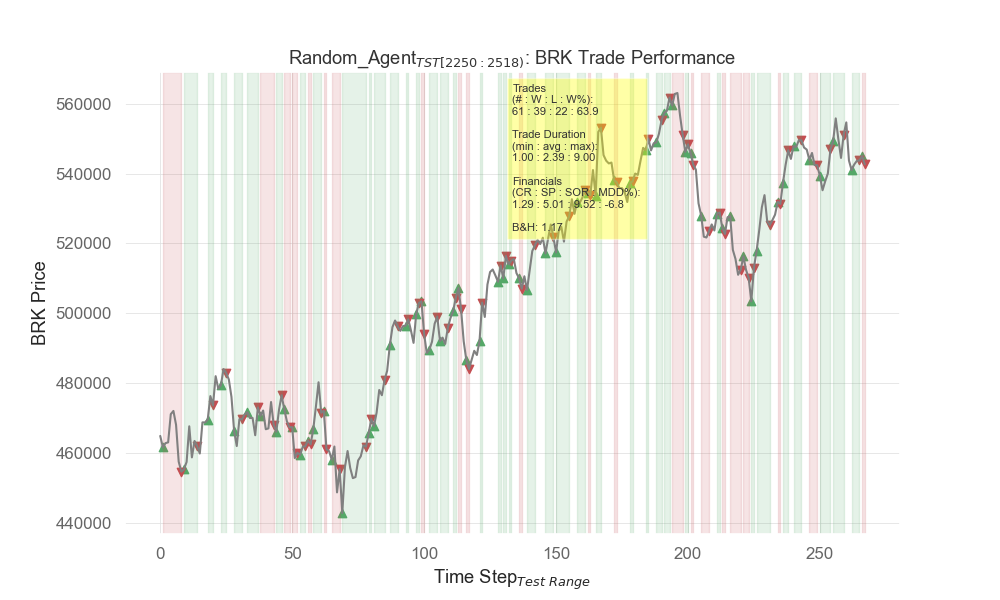 Random_Agent TST[2250 : 2518) : BRK Trade Performance
Trades
(# : W : L : W%):
61 : 39 : 22 : 63.9
Trade Duration
(min : avg : max):
1.00 : 2.39 : 9.00
Financials
(CR : SP : SOR : MDD%):
1.29 : 5.01 : 9.52 : -6.8
B&H: 1.17
BRK Price
560000
540000
520000
500000
480000
460000
440000
0 50 100 150 200 250
Time Step Test Range